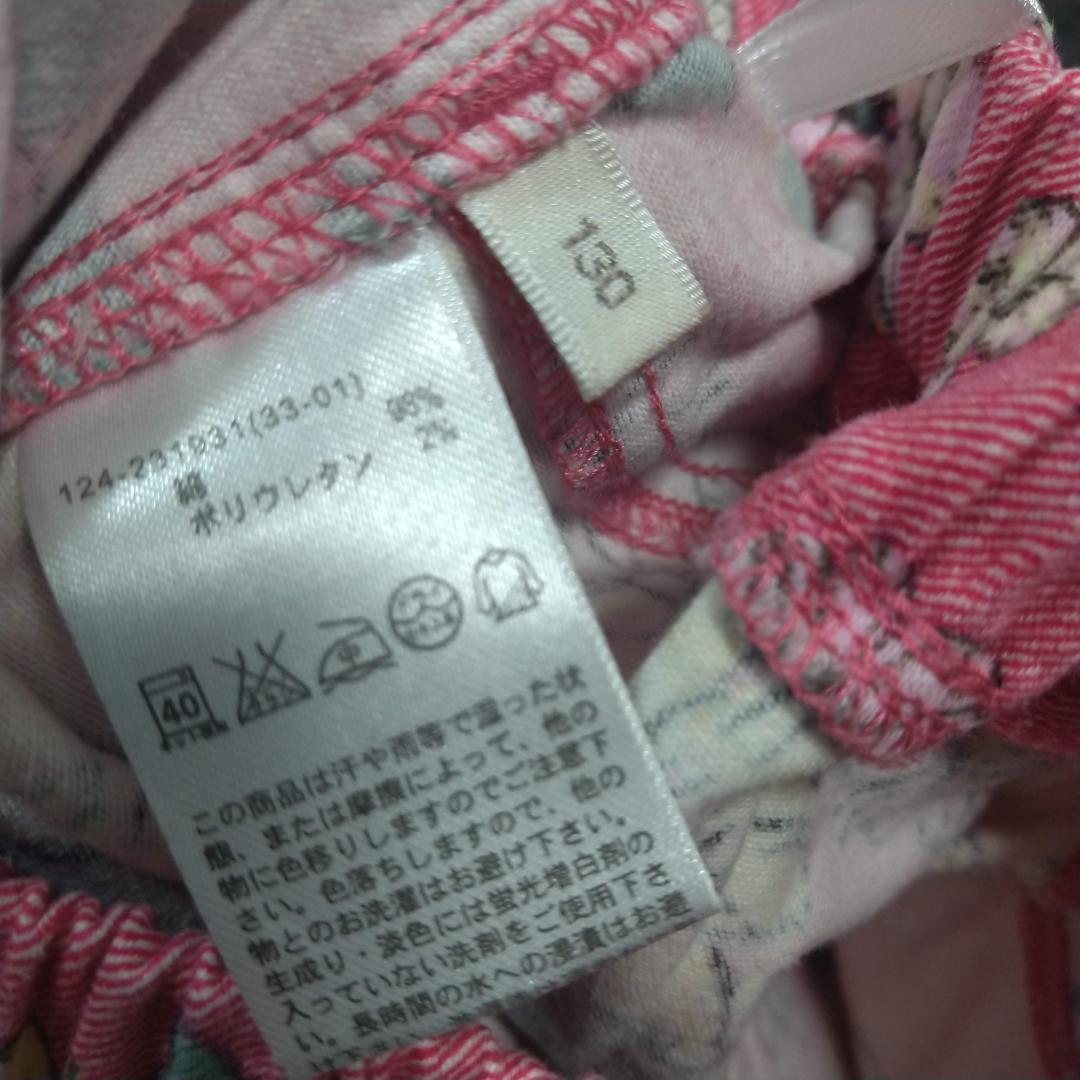 130
124-231931(33-01)
綿 98%
ポリウレタン 2%
40
中
この商品は汗や雨等で湿った状
態、または摩擦によって、他の
物に色移りしますのでご注意下
さい。色落ちしますので、他の
物とのお洗濯はお避け下さい。
生成り・淡色には蛍光増白剤の
入っていない洗剤をご使用下さ
い。長時間の水への浸漬はお避